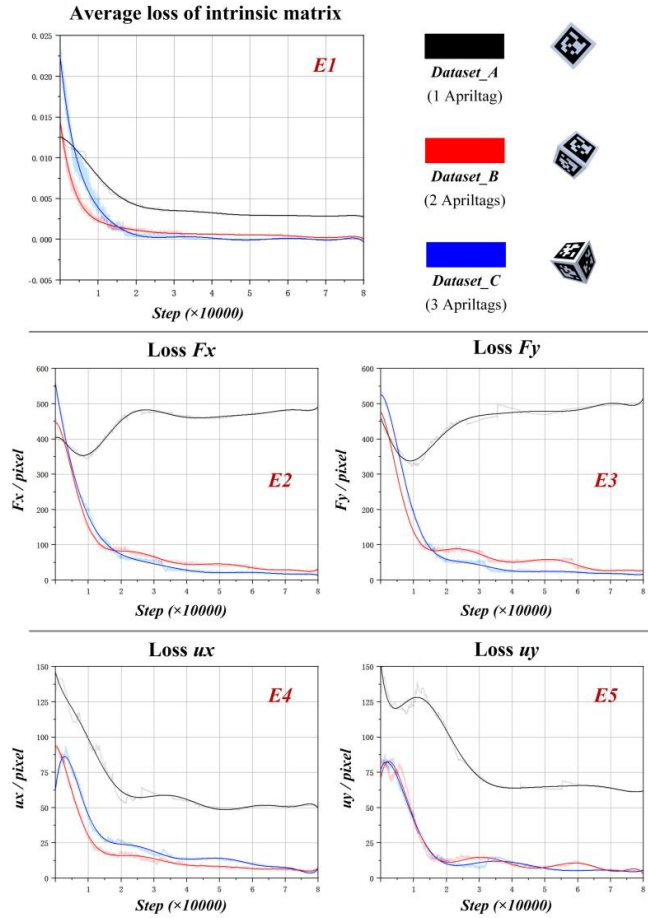 Average loss of intrinsic matrix
0.025
0.020
0.015
0.010
0.005
0.000
-0.005
E1
0 1 2 3 4 5 6 7 8
Step (×10000)
Dataset_A
(1 Apriltag)
Dataset_B
(2 Apriltags)
Dataset_C
(3 Apriltags)
Loss Fx
600
500
400
300
200
100
0
Fx / pixel
E2
0 1 2 3 4 5 6 7 8
Step (×10000)
Loss Fy
600
500
400
300
200
100
0
Fy / pixel
E3
0 1 2 3 4 5 6 7 8
Step (×10000)
Loss ux
150
125
100
75
50
25
0
ux / pixel
E4
1 2 3 4 5 6 7 8
Step (×10000)
Loss uy
150
125
100
75
50
25
0
uy / pixel
E5
0 1 2 3 4 5 6 7 8
Step (×10000)